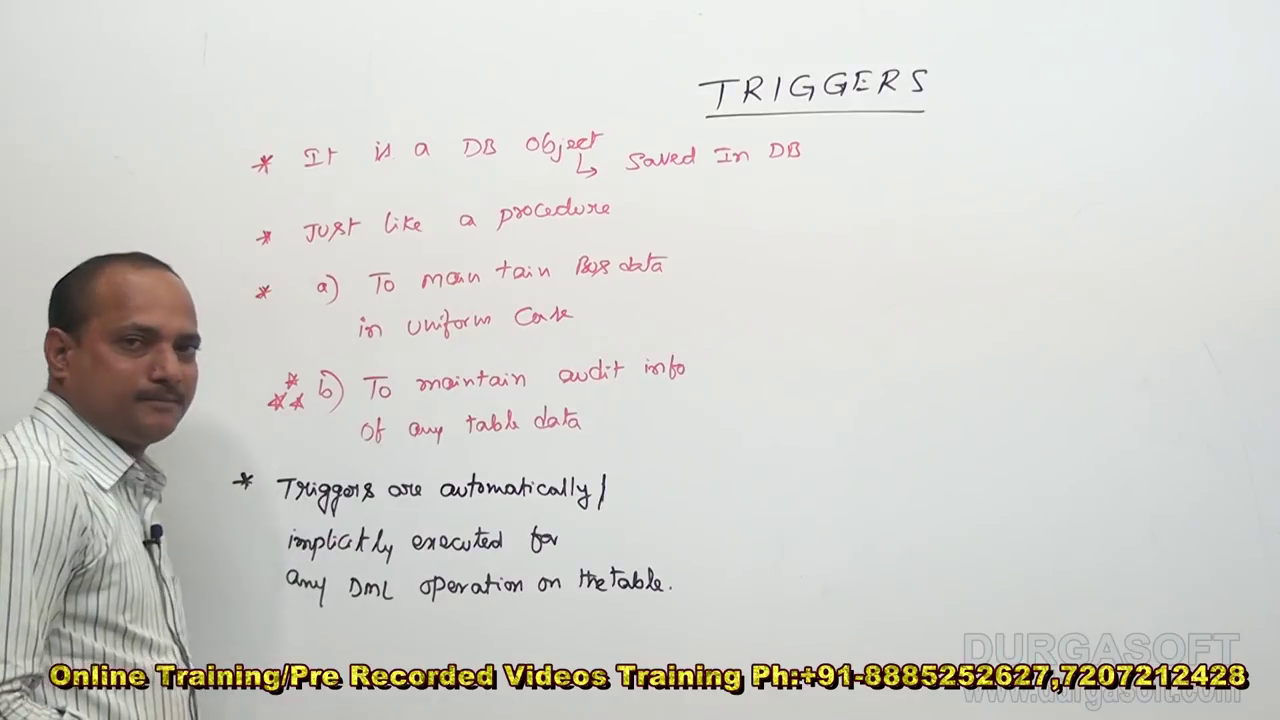 TRIGGERS
* It is a DB Object
↳ Saved In DB
* Just like a procedure
* a) To maintain Bus data
in uniform Case
b) To maintain audit info
of any table data
* Triggers are automatically/
implicitly executed for
any DML operation on the table.
DURGASOFT
www.durgasoft.com
Online Training/Pre Recorded Videos Training Ph:+91-8885252627,7207212428